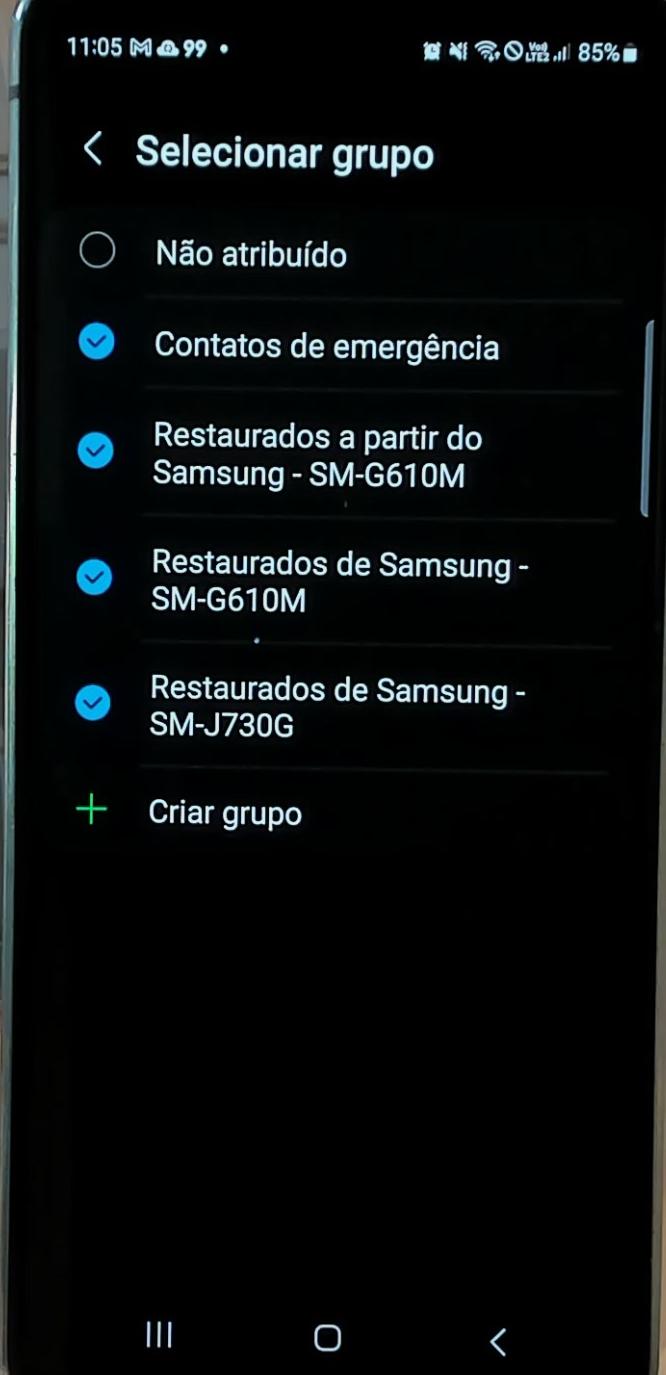 11:05 99 85%
Selecionar grupo
Não atribuído
Contatos de emergência
Restaurados a partir do
Samsung - SM-G610M
Restaurados de Samsung -
SM-G610M
Restaurados de Samsung -
SM-J730G
Criar grupo